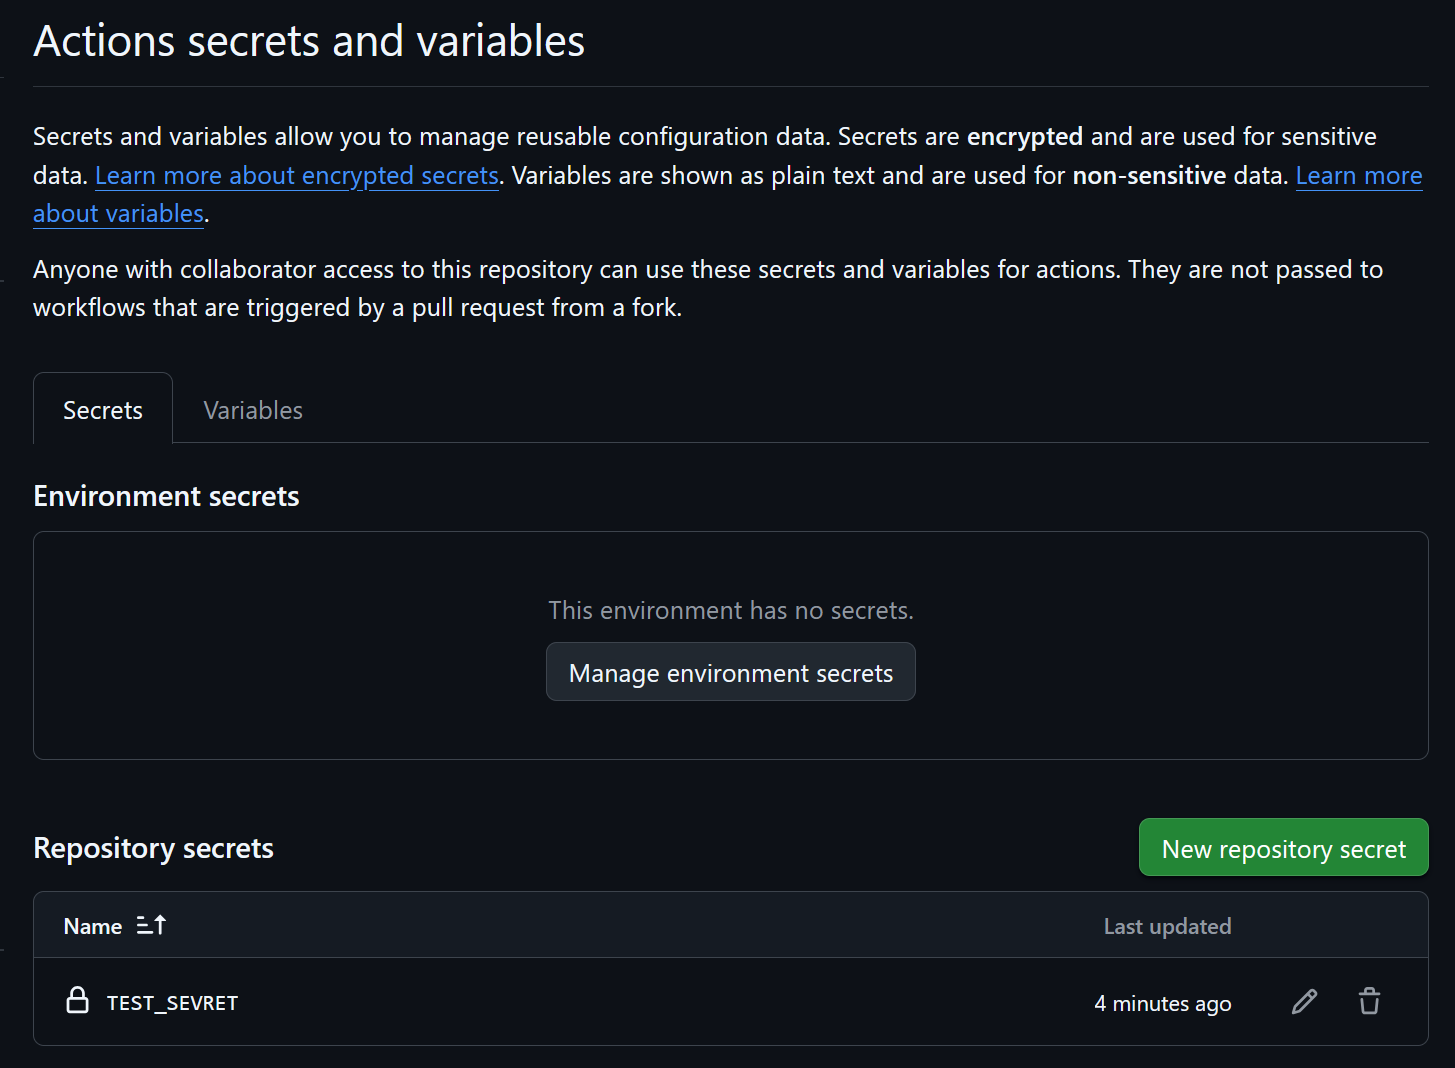 Actions secrets and variables
Secrets and variables allow you to manage reusable configuration data. Secrets are encrypted and are used for sensitive
data. Learn more about encrypted secrets. Variables are shown as plain text and are used for non-sensitive data. Learn more
about variables.
Anyone with collaborator access to this repository can use these secrets and variables for actions. They are not passed to
workflows that are triggered by a pull request from a fork.
Secrets Variables
Environment secrets
This environment has no secrets.
Manage environment secrets
Repository secrets New repository secret
Name Last updated
TEST_SEVRET 4 minutes ago